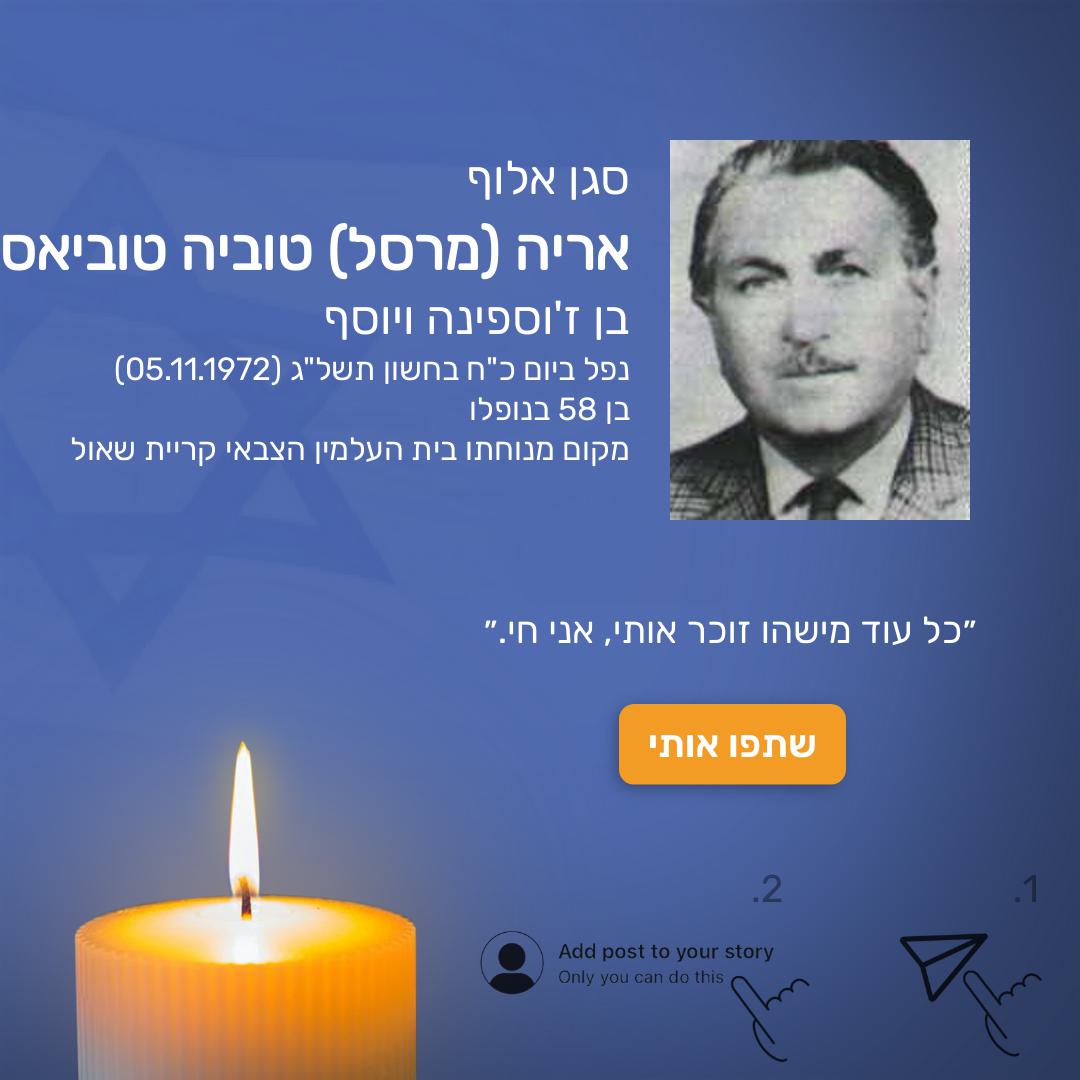 סגן אלוף
אריה (מרסל) טוביה טוביאס
בן ז'וספינה ויוסף
נפל ביום כ"ח בחשון תשל"ג (05.11.1972)
בן 58 בנופלו
מקום מנוחתו בית העלמין הצבאי קריית שאול
״כל עוד מישהו זוכר אותי, אני חי.״
שתפו אותי
.1
.2
Add post to your story
Only you can do this